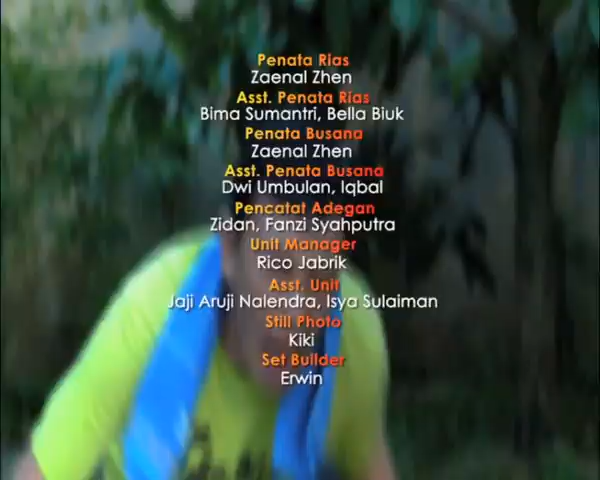 Penata Rias
Zaenal Zhen
Asst. Penata Rias
Bima Sumantri, Bella Biuk
Penata Busana
Zaenal Zhen
Asst. Penata Busana
Dwi Umbulan, Iqbal
Pencatat Adegan
Zidan, Fanzi Syahputra
Unit Manager
Rico Jabrik
Asst. Unit
Jaji Aruji Nalendra, Isya Sulaiman
Still Photo
Kiki
Set Builder
Erwin